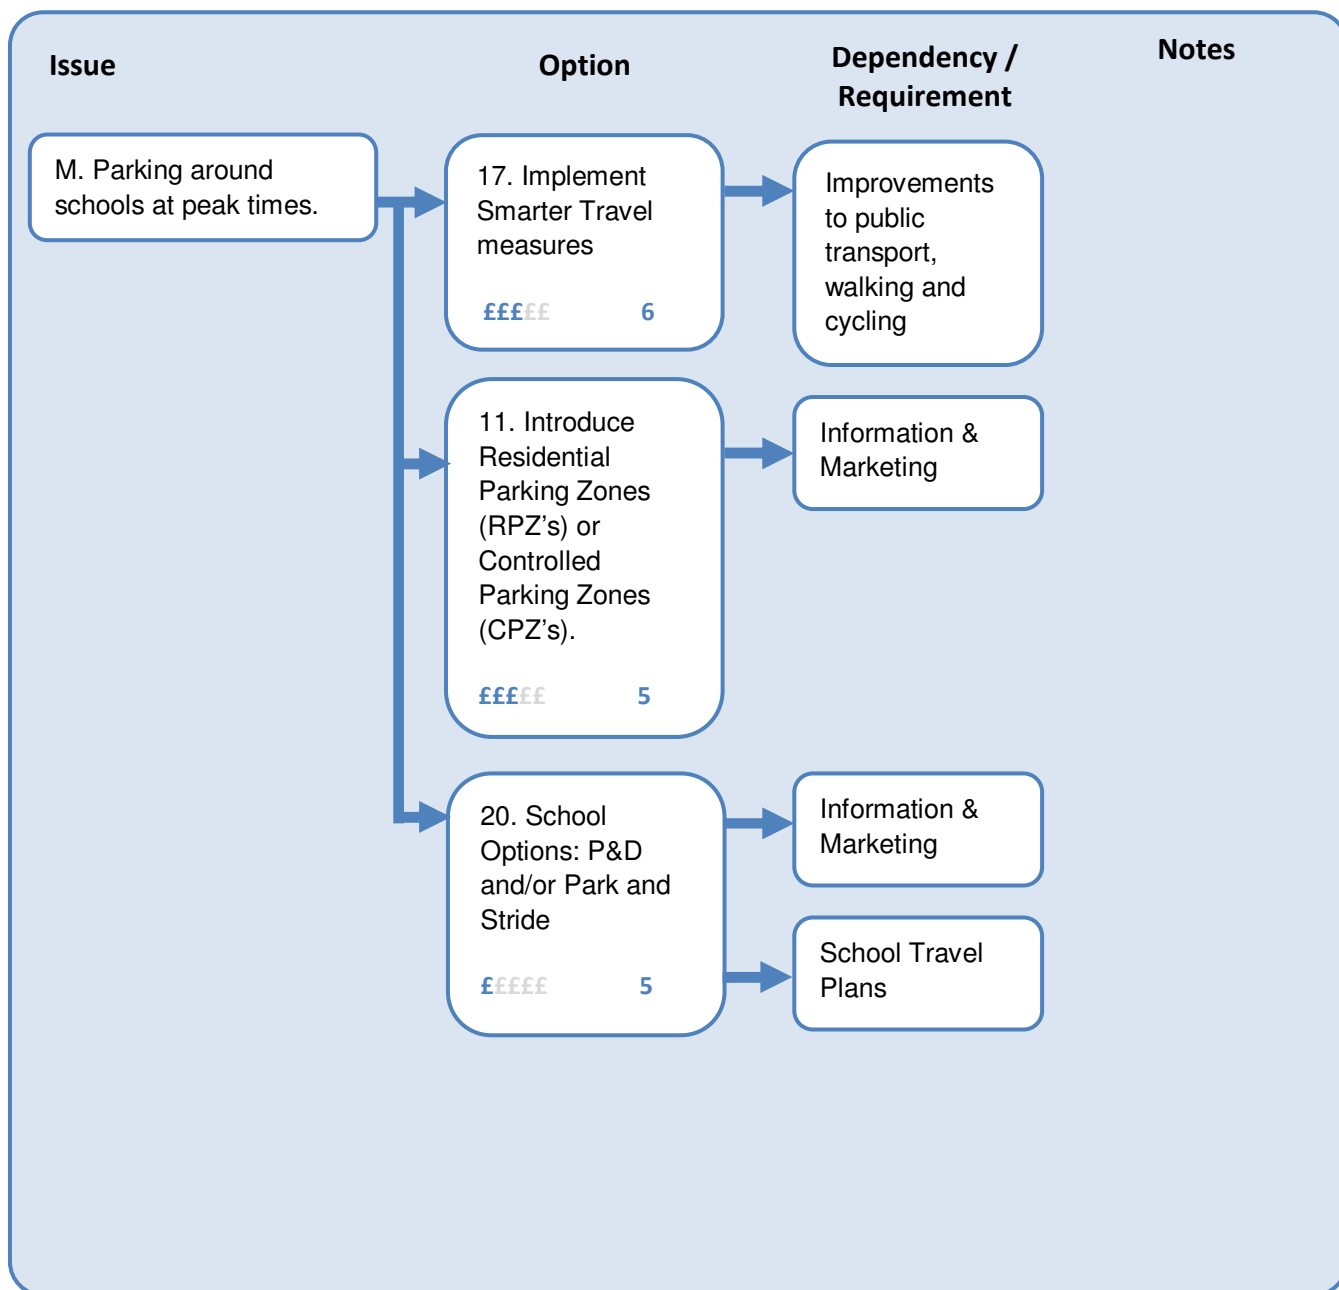 Issue
Option
Dependency /
Requirement
Notes
M. Parking around
schools at peak times.
17. Implement
Smarter Travel
measures
£££££ 6
Improvements
to public
transport,
walking and
cycling
11. Introduce
Residential
Parking Zones
(RPZ’s) or
Controlled
Parking Zones
(CPZ’s).
£££££ 5
Information &
Marketing
20. School
Options: P&D
and/or Park and
Stride
£££££ 5
Information &
Marketing
School Travel
Plans